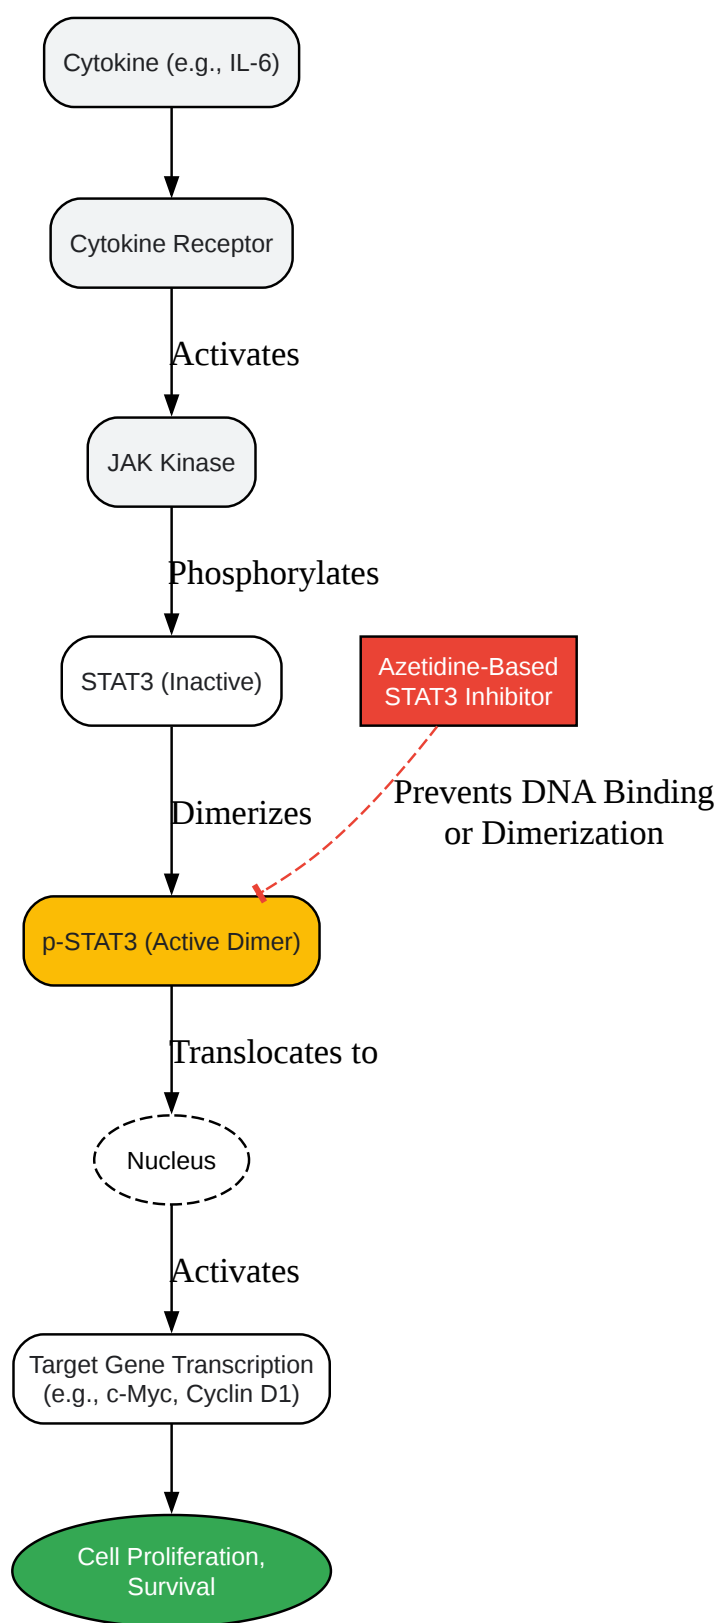 Cytokine (e.g., IL-6)
Cytokine Receptor
Activates
JAK Kinase
Phosphorylates
STAT3 (Inactive)
Azetidine-Based
STAT3 Inhibitor
Dimerizes
Prevents DNA Binding
or Dimerization
p-STAT3 (Active Dimer)
Translocates to
Nucleus
Activates
Target Gene Transcription
(e.g., c-Myc, Cyclin D1)
Cell Proliferation,
Survival